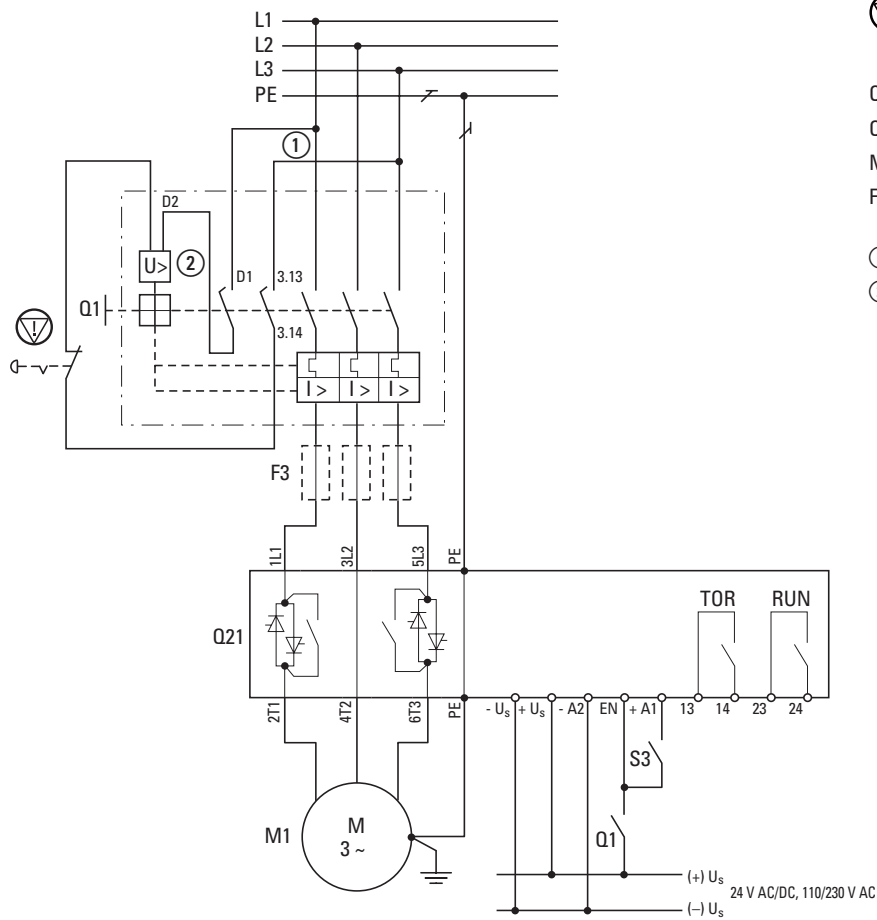 L1
L2
L3
PE
1
D2
U>
2
D1
3.13
Q1
3.14
I > I > I >
F3
1L1
3L2
5L3
PE
TOR
RUN
Q21
2T1
4T2
6T3
PE
- Us + Us - A2 EN + A1 13 14 23 24
S3
M1
M
3 ~
Q1
(+) Us
24 V AC/DC, 110/230 V AC
(–) Us